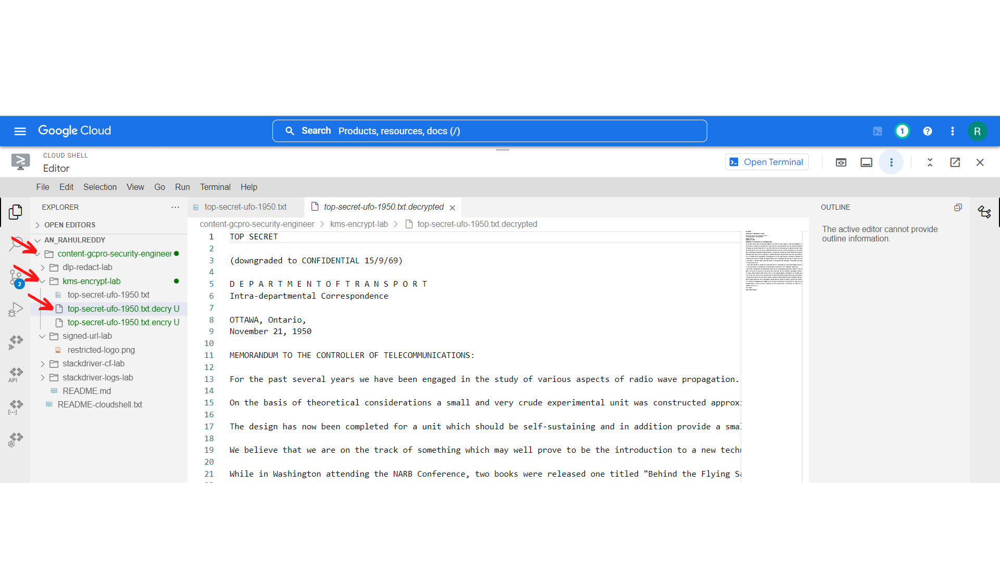 Google Cloud
Search Products, resources, docs (/)
1
?
R
CLOUD SHELL
Editor
Open Terminal
File Edit Selection View Go Run Terminal Help
EXPLORER
OPEN EDITORS
AN_RAHULREDDY
content-gcpro-security-engineer
dlp-redact-lab
kms-encrypt-lab
top-secret-ufo-1950.txt
top-secret-ufo-1950.txt.decry U
top-secret-ufo-1950.txt.encry U
signed-url-lab
restricted-logo.png
stackdriver-cf-lab
stackdriver-logs-lab
README.md
README-cloudshell.txt
2
API
top-secret-ufo-1950.txt
top-secret-ufo-1950.txt.decrypted
content-gcpro-security-engineer > kms-encrypt-lab > top-secret-ufo-1950.txt.decrypted
1 TOP SECRET
2
3 (downgraded to CONFIDENTIAL 15/9/69)
4
5 D E P A R T M E N T O F T R A N S P O R T
6 Intra-departmental Correspondence
7
8 OTTAWA, Ontario,
9 November 21, 1950
10
11 MEMORANDUM TO THE CONTROLLER OF TELECOMMUNICATIONS:
12
13 For the past several years we have been engaged in the study of various aspects of radio wave propagation.
14
15 On the basis of theoretical considerations a small and very crude experimental unit was constructed approxi
16
17 The design has now been completed for a unit which should be self-sustaining and in addition provide a smal
18
19 We believe that we are on the track of something which may well prove to be the introduction to a new techn
20
21 While in Washington attending the NARB Conference, two books were released one titled "Behind the Flying Sa
OUTLINE
The active editor cannot provide
outline information.